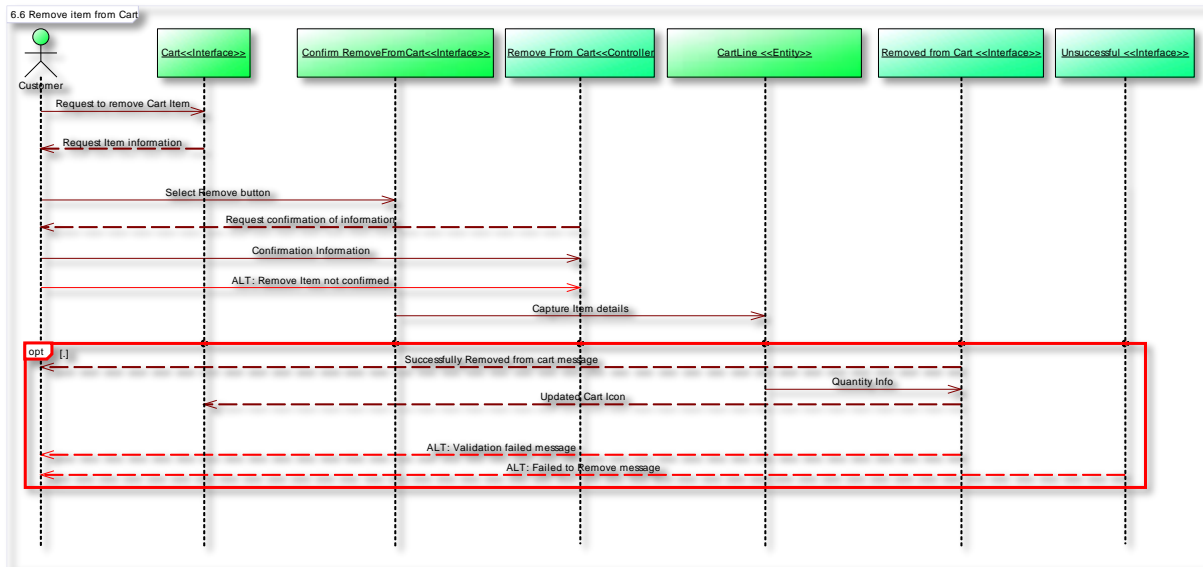 6.6 Remove item from Cart
Cart<<Interface>>
Confirm RemoveFromCart<<Interface>>
Remove From Cart<<Controller
CartLine <<Entity>>
Removed from Cart <<Interface>>
Unsuccessful <<Interface>>
Customer
Request to remove Cart Item
Request Item information
Select Remove button
Request confirmation of information
Confirmation Information
ALT: Remove Item not confirmed
Capture Item details
opt [.]
Successfully Removed from cart message
Quantity Info
Updated Cart Icon
ALT: Validation failed message
ALT: Failed to Remove message